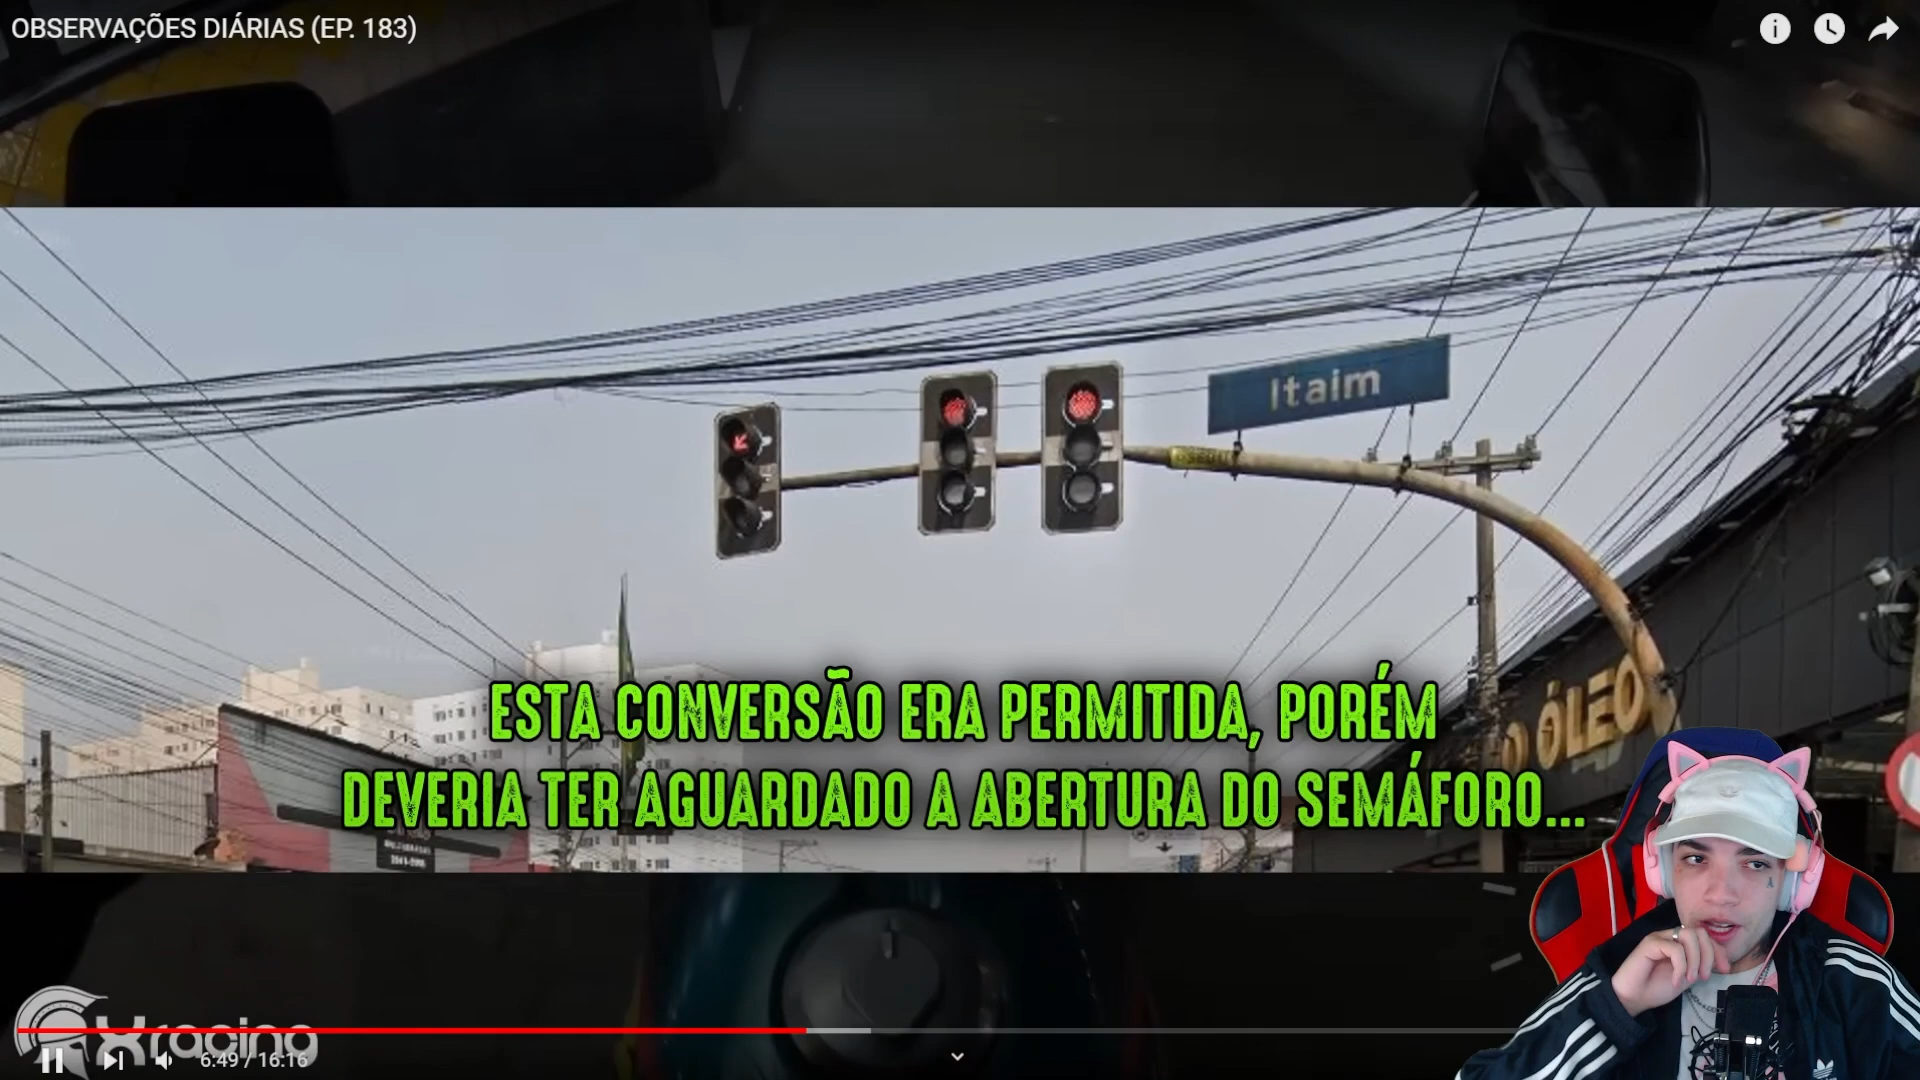 OBSERVAÇÕES DIÁRIAS (EP. 183)
Itaim
ESTA CONVERSÃO ERA PERMITIDA, PORÉM
DEVERIA TER AGUARDADO A ABERTURA DO SEMÁFORO...
ÓLEO
Xracing
6:49 / 16:16